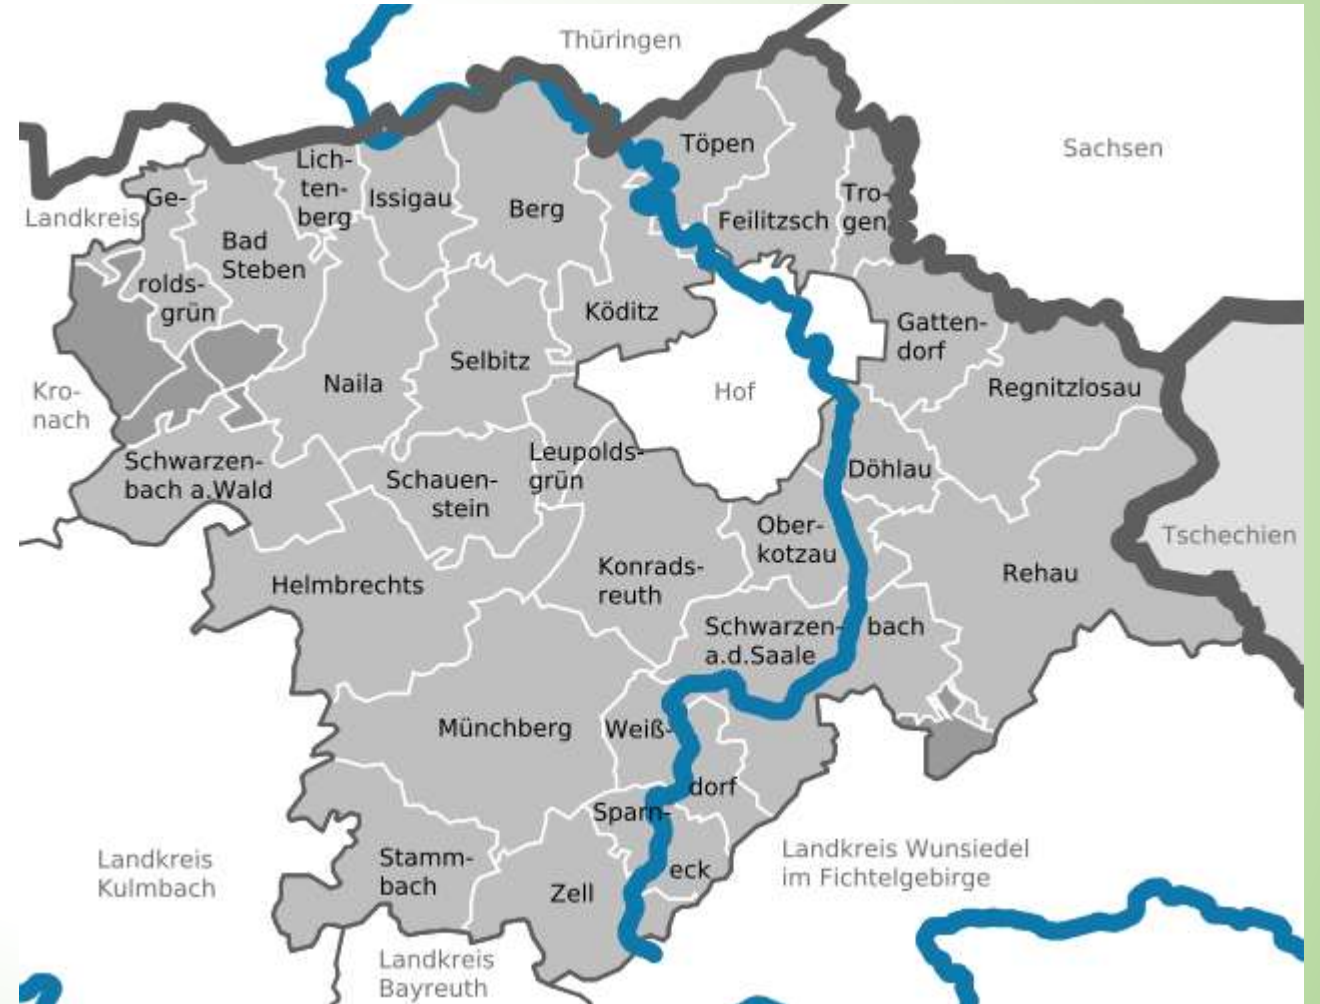 Thüringen
Sachsen
Töpen
Lich-
ten-
berg
Issigau
Berg
Ge-
rolds-
grün
Landkreis
Kro-
nach
Bad
Steben
Feilitzsch
Tro-
gen
Köditz
Gatten-
dorf
Selbitz
Naila
Hof
Regnitzlosau
Schwarzen-
bach a.Wald
Schauen-
stein
Leupolds-
grün
Döhlau
Ober-
kotzau
Tschechien
Helmbrechts
Konrads-
reuth
Rehau
Schwarzen- bach
a.d.Saale
Münchberg
Weiß-
dorf
Sparn-
eck
Stamm-
bach
Zell
Landkreis
Kulmbach
Landkreis Wunsiedel
im Fichtelgebirge
Landkreis
Bayreuth